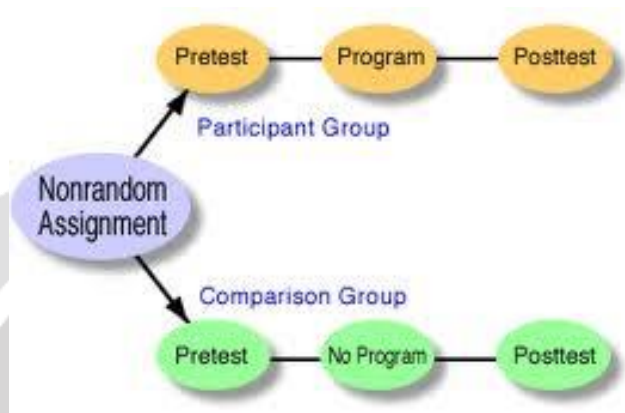 Pretest
Program
Posttest
Participant Group
Nonrandom
Assignment
Comparison Group
Pretest
No Program
Posttest